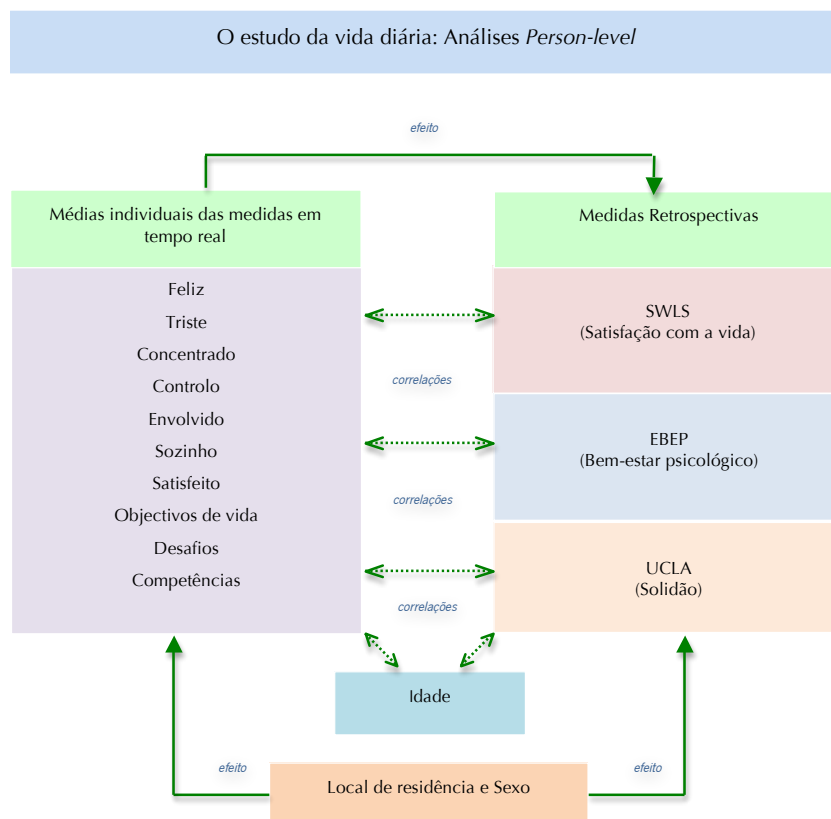 O estudo da vida diária: Análises Person-level
efeito
Médias individuais das medidas em
tempo real
Medidas Retrospectivas
Feliz
Triste
Concentrado
Controlo
Envolvido
Sozinho
Satisfeito
Objectivos de vida
Desafios
Competências
SWLS
(Satisfação com a vida)
correlações
EBEP
(Bem-estar psicológico)
correlações
UCLA
(Solidão)
correlações
Idade
efeito
Local de residência e Sexo
efeito